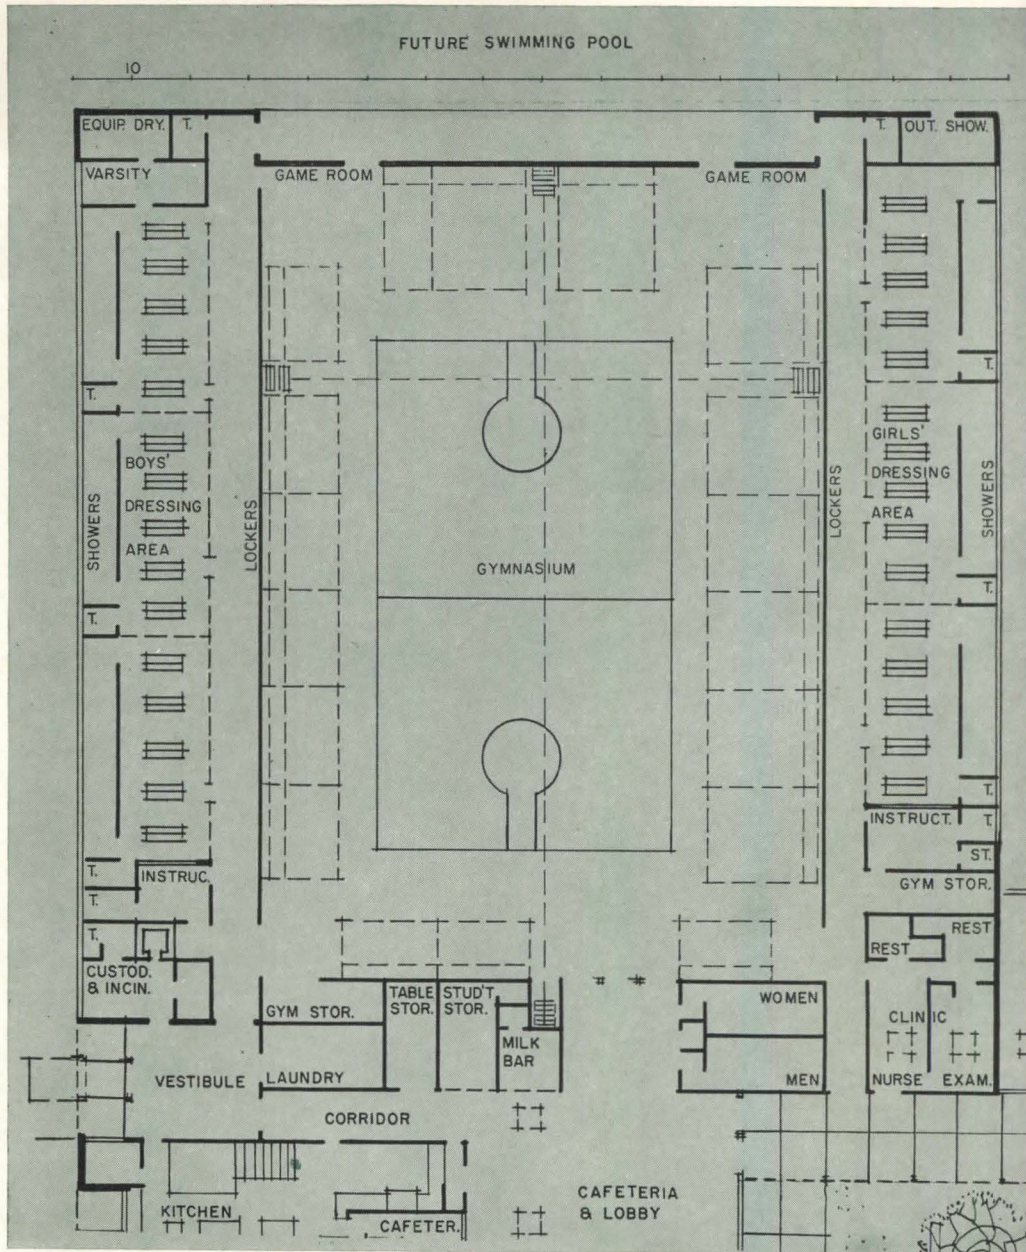 FUTURE SWIMMING POOL
10
EQUIP. DRY.
T.
T.
OUT. SHOW.
VARSITY
GAME ROOM
GAME ROOM
T.
T.
BOYS'
DRESSING
AREA
SHOWERS
LOCKERS
GYMNASIUM
LOCKERS
GIRLS'
DRESSING
AREA
SHOWERS
T.
T.
T.
INSTRUCT.
T.
ST.
GYM STOR.
T.
INSTRUC.
T.
T.
CUSTOD.
& INCIN.
REST
REST
GYM STOR.
TABLE
STOR.
STUD'T
STOR.
MILK
BAR
WOMEN
MEN
CLINIC
NURSE
EXAM.
VESTIBULE
LAUNDRY
CORRIDOR
KITCHEN
CAFETER.
CAFETERIA
& LOBBY